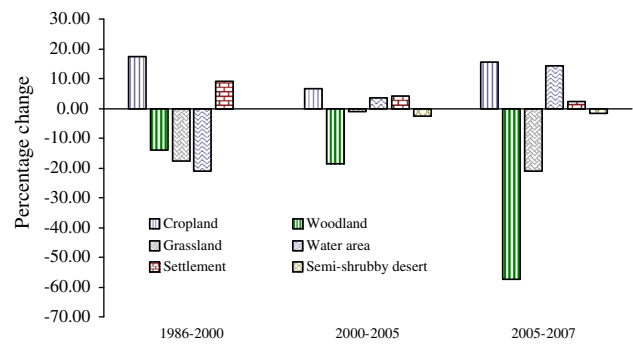 30.00
20.00
10.00
0.00
-10.00
-20.00
-30.00
-40.00
-50.00
-60.00
-70.00
Percentage change
Cropland Woodland
Grassland Water area
Settlement Semi-shrubby desert
1986-2000 2000-2005 2005-2007